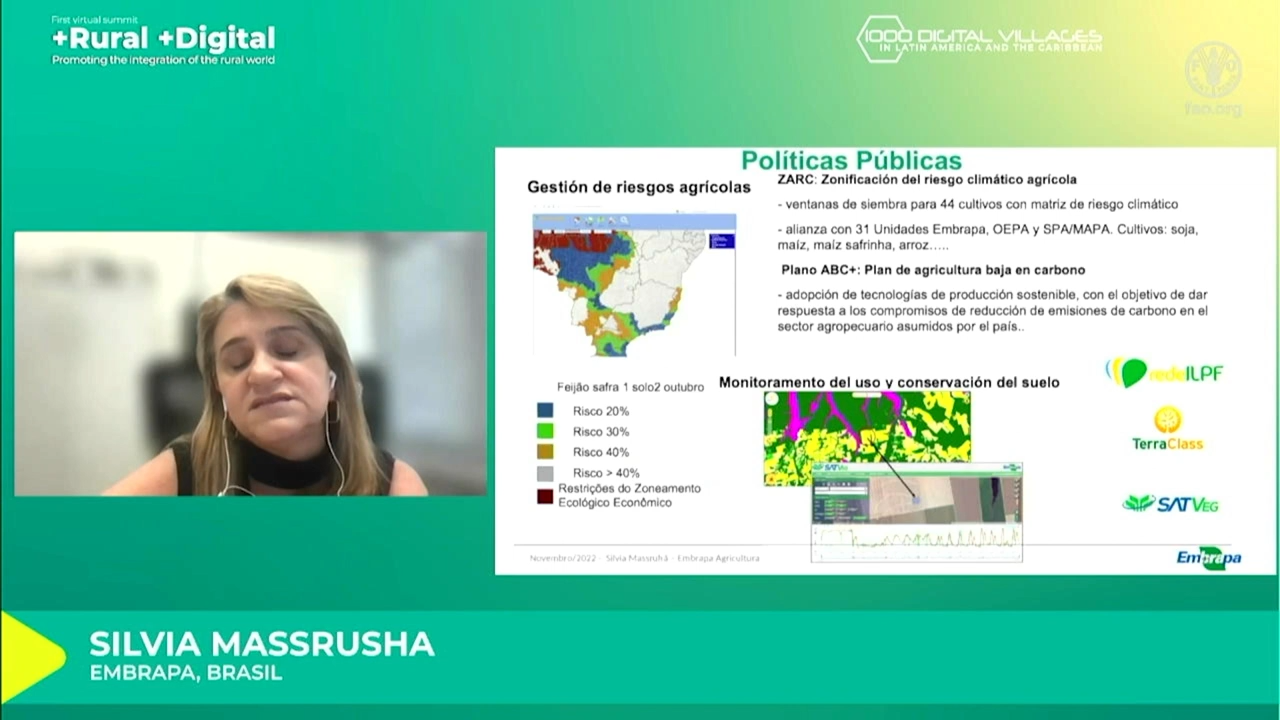 First virtual summit
+Rural +Digital
Promoting the integration of the rural world
1000 DIGITAL VILLAGES
IN LATIN AMERICA AND THE CARIBBEAN
fao.org
Políticas Públicas
Gestión de riesgos agrícolas
ZARC: Zonificación del riesgo climático agrícola
- ventanas de siembra para 44 cultivos con matriz de riesgo climático
- alianza con 31 Unidades Embrapa, OEPA y SPA/MAPA. Cultivos: soja,
maíz, maíz safrinha, arroz…..
Plano ABC+: Plan de agricultura baja en carbono
- adopción de tecnologías de producción sostenible, con el objetivo de dar
respuesta a los compromisos de reducción de emisiones de carbono en el
sector agropecuario asumidos por el país..
Feijão safra 1 solo2 outubro
Risco 20%
Risco 30%
Risco 40%
Risco > 40%
Restrições do Zoneamento
Ecológico Econômico
Monitoramento del uso y conservación del suelo
redeILPF
TerraClass
SATVEG
SATVeg
Embrapa
Novembro/2022 - Silvia Massruhá - Embrapa Agricultura
SILVIA MASSRUSHA
EMBRAPA, BRASIL